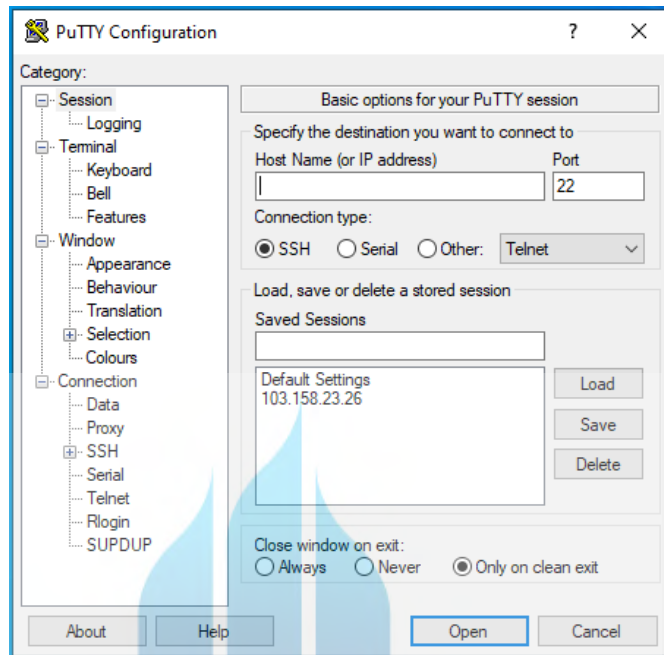 PuTTY Configuration
?
Category:
Session
Logging
Terminal
Keyboard
Bell
Features
Window
Appearance
Behaviour
Translation
Selection
Colours
Connection
Data
Proxy
SSH
Serial
Telnet
Rlogin
SUPDUP
Basic options for your PuTTY session
Specify the destination you want to connect to
Host Name (or IP address) Port
22
Connection type:
SSH Serial Other: Telnet
Load, save or delete a stored session
Saved Sessions
Default Settings
103.158.23.26
Load
Save
Delete
Close window on exit:
Always Never Only on clean exit
About Help Open Cancel